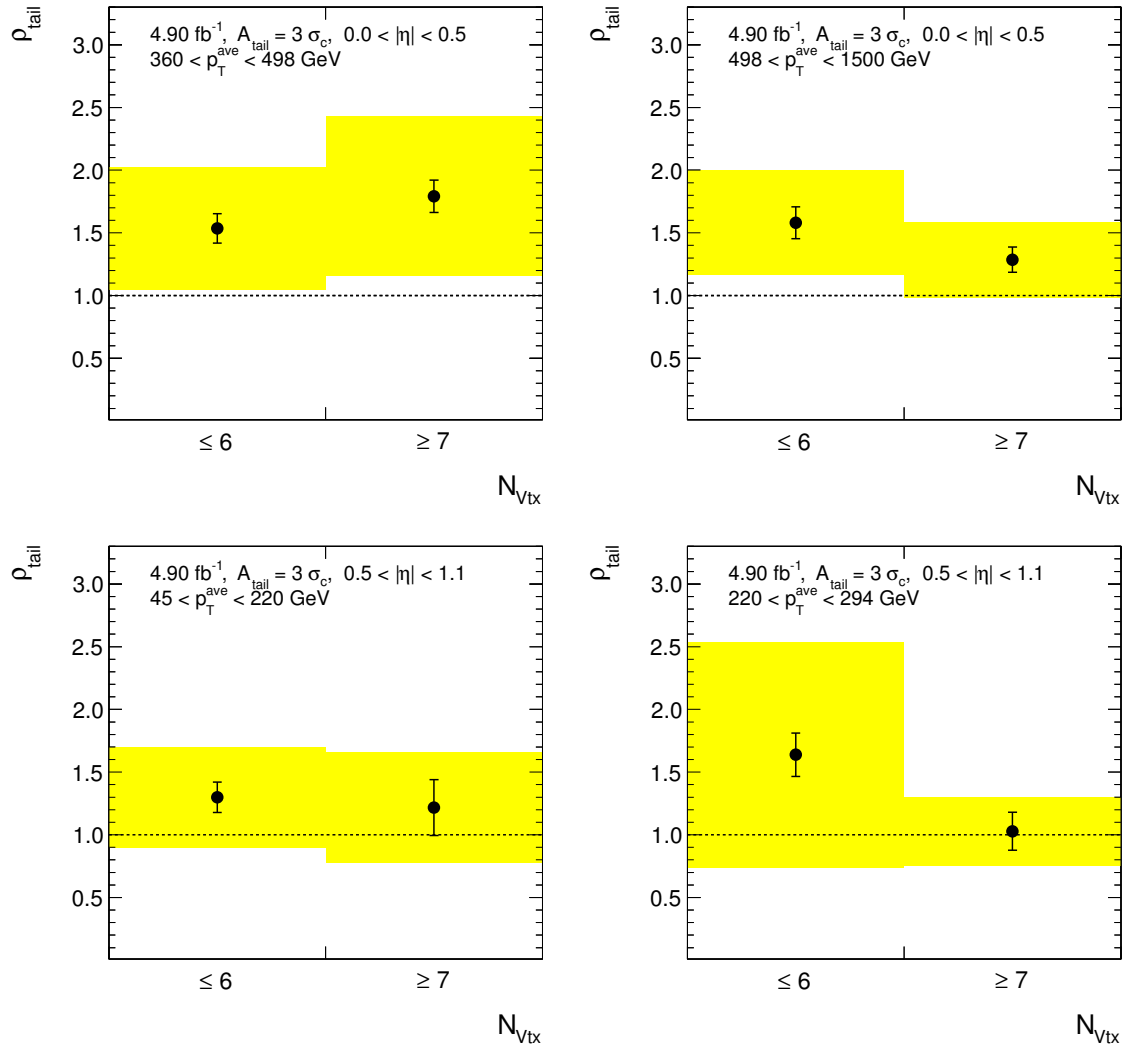 ρtail
4.90 fb⁻¹, A_tail = 3 σ_c, 0.0 < |η| < 0.5
360 < p_T^ave < 498 GeV
3.0
2.5
2.0
1.5
1.0
0.5
≤ 6 ≥ 7
N_Vtx
ρtail
4.90 fb⁻¹, A_tail = 3 σ_c, 0.0 < |η| < 0.5
498 < p_T^ave < 1500 GeV
3.0
2.5
2.0
1.5
1.0
0.5
≤ 6 ≥ 7
N_Vtx
ρtail
4.90 fb⁻¹, A_tail = 3 σ_c, 0.5 < |η| < 1.1
45 < p_T^ave < 220 GeV
3.0
2.5
2.0
1.5
1.0
0.5
≤ 6 ≥ 7
N_Vtx
ρtail
4.90 fb⁻¹, A_tail = 3 σ_c, 0.5 < |η| < 1.1
220 < p_T^ave < 294 GeV
3.0
2.5
2.0
1.5
1.0
0.5
≤ 6 ≥ 7
N_Vtx